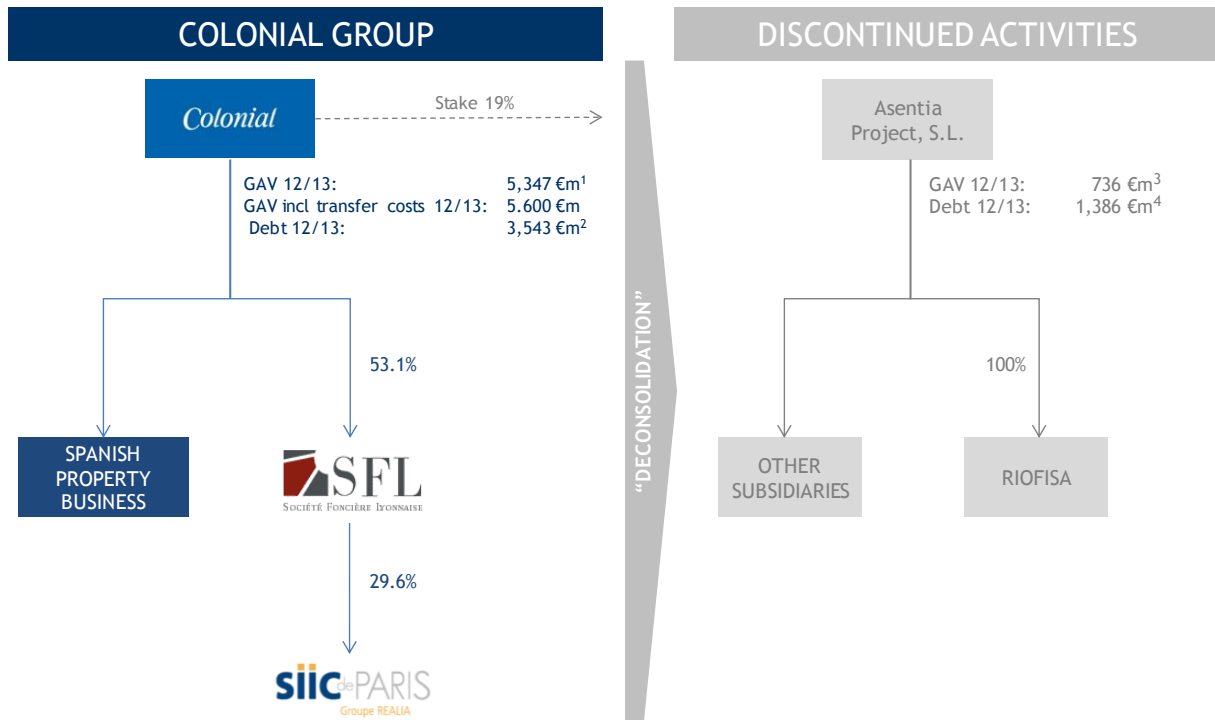 COLONIAL GROUP
DISCONTINUED ACTIVITIES
Colonial
Stake 19%
Asentia
Project, S.L.
GAV 12/13: 5,347 €m¹
GAV incl transfer costs 12/13: 5.600 €m
Debt 12/13: 3,543 €m²
GAV 12/13: 736 €m³
Debt 12/13: 1,386 €m⁴
"DECONSOLIDATION"
53.1%
100%
SPANISH
PROPERTY
BUSINESS
SFL
SOCIÉTÉ FONCIÈRE LYONNAISE
OTHER
SUBSIDIARIES
RIOFISA
29.6%
SIIC de PARIS
Groupe REALIA